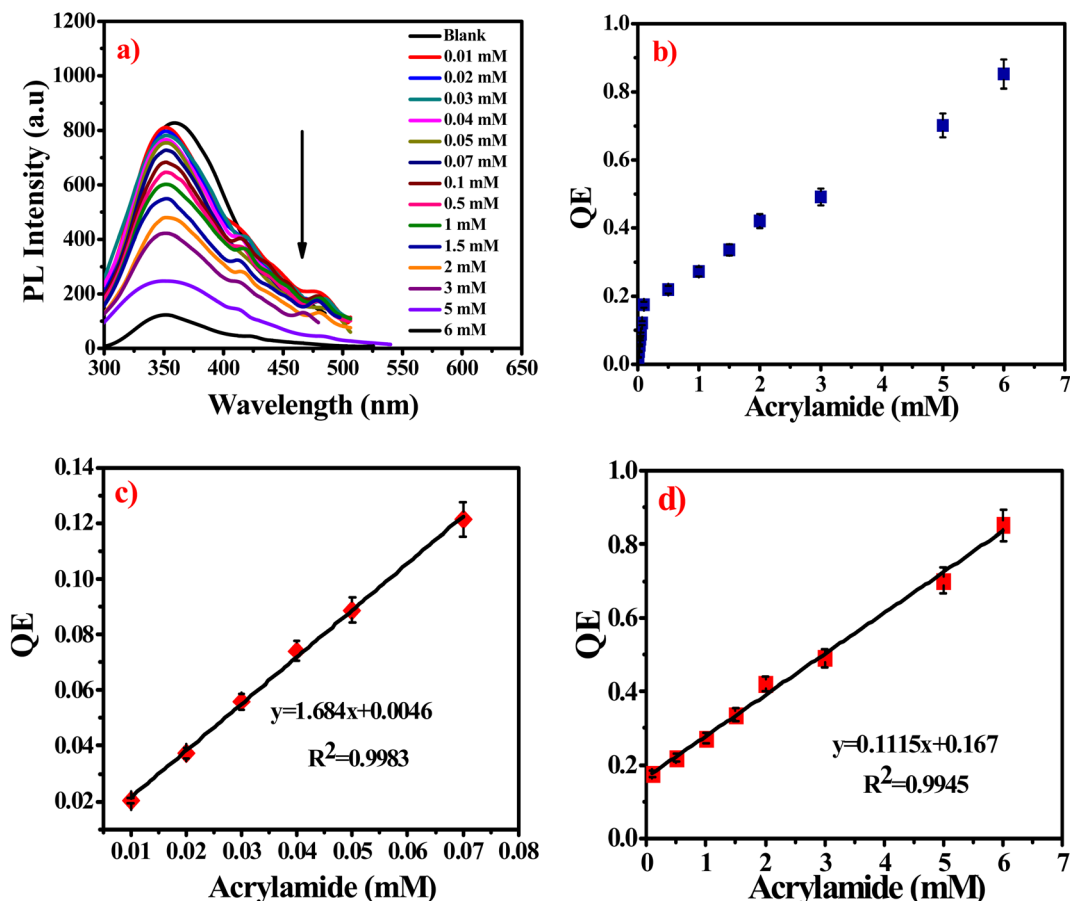 a)
1200
1000
800
600
400
200
0
PL Intensity (a.u)
300 350 400 450 500 550 600 650
Wavelength (nm)
Blank
0.01 mM
0.02 mM
0.03 mM
0.04 mM
0.05 mM
0.07 mM
0.1 mM
0.5 mM
1 mM
1.5 mM
2 mM
3 mM
5 mM
6 mM
b)
1.0
0.8
0.6
0.4
0.2
0.0
QE
0 1 2 3 4 5 6 7
Acrylamide (mM)
c)
0.14
0.12
0.10
0.08
0.06
0.04
0.02
QE
y=1.684x+0.0046
R²=0.9983
0.01 0.02 0.03 0.04 0.05 0.06 0.07 0.08
Acrylamide (mM)
d)
1.0
0.8
0.6
0.4
0.2
0.0
QE
y=0.1115x+0.167
R²=0.9945
0 1 2 3 4 5 6 7
Acrylamide (mM)